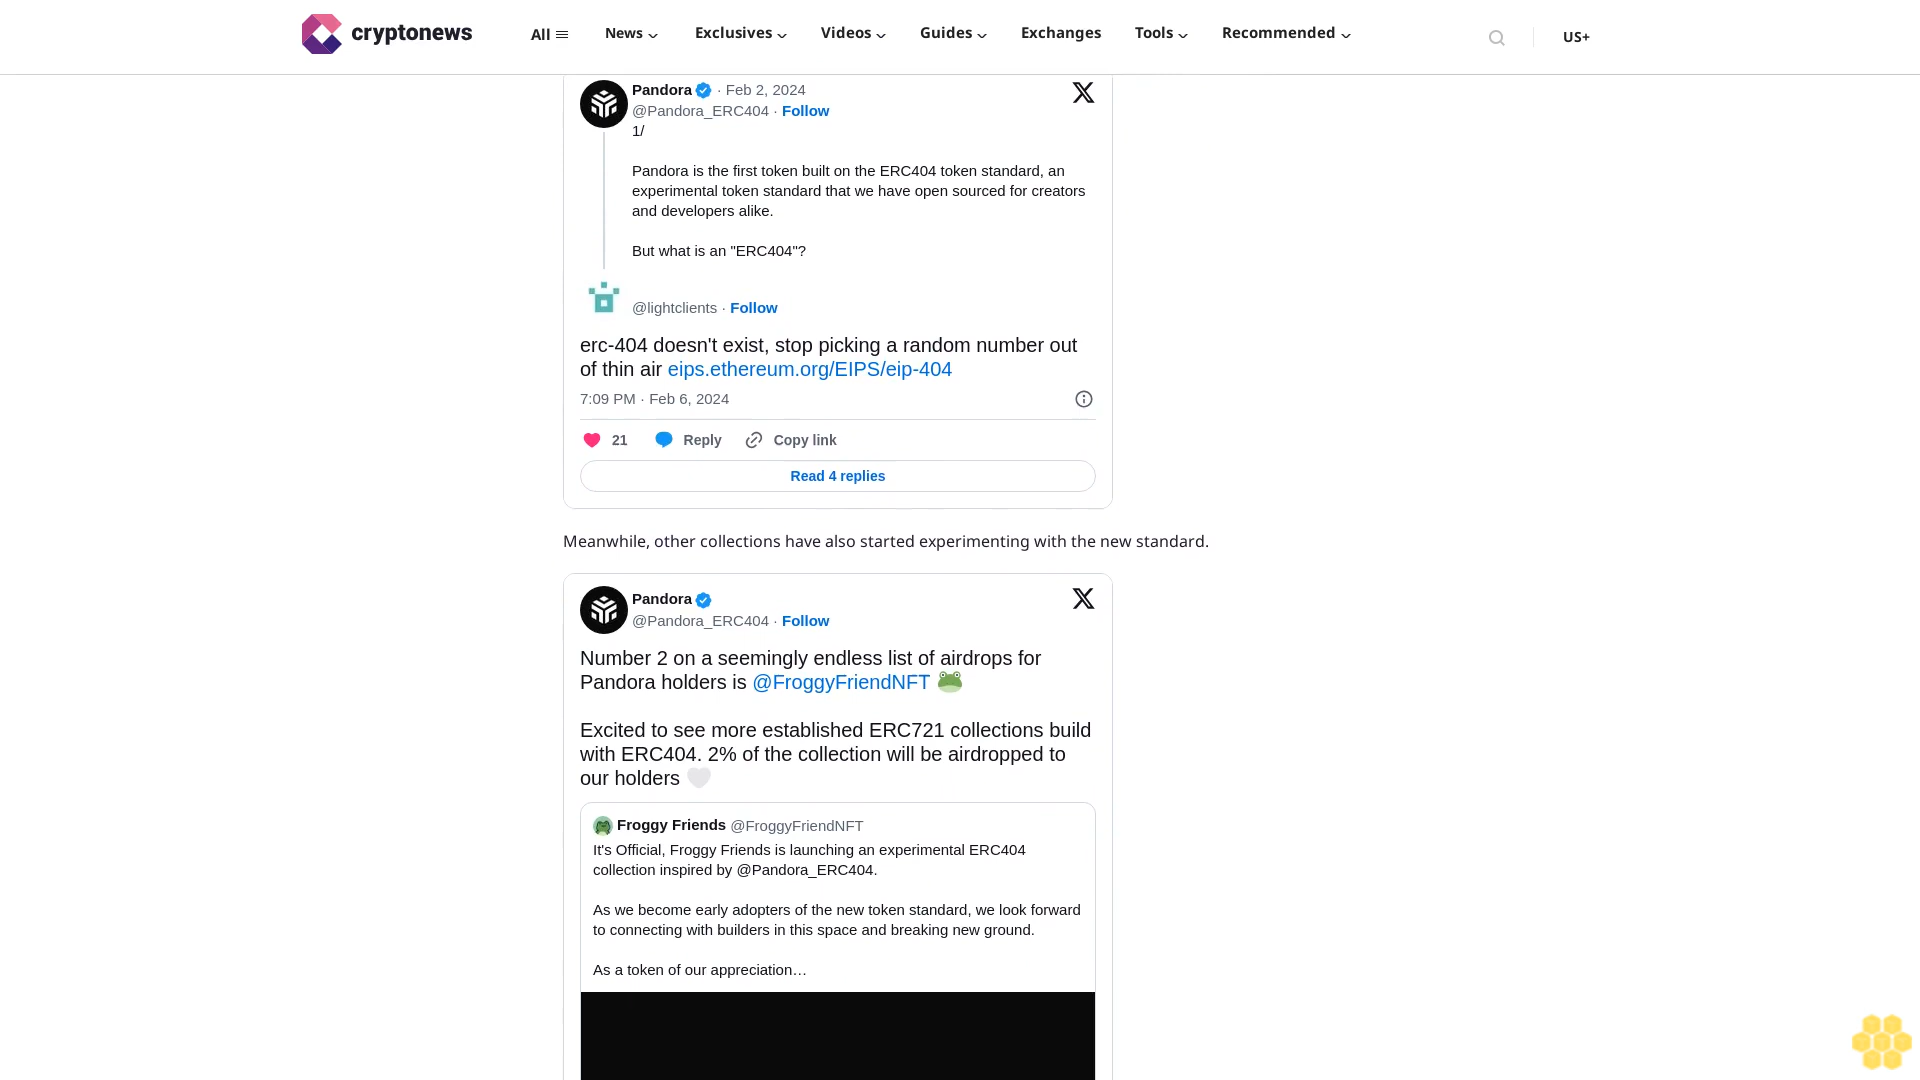 cryptonews
All
News
Exclusives
Videos
Guides
Exchanges
Tools
Recommended
US+
Pandora · Feb 2, 2024
@Pandora_ERC404 · Follow
1/
Pandora is the first token built on the ERC404 token standard, an
experimental token standard that we have open sourced for creators
and developers alike.
But what is an "ERC404"?
@lightclients · Follow
erc-404 doesn't exist, stop picking a random number out
of thin air eips.ethereum.org/EIPS/eip-404
7:09 PM · Feb 6, 2024
21 Reply Copy link
Read 4 replies
Meanwhile, other collections have also started experimenting with the new standard.
Pandora
@Pandora_ERC404 · Follow
Number 2 on a seemingly endless list of airdrops for
Pandora holders is @FroggyFriendNFT 🐸
Excited to see more established ERC721 collections build
with ERC404. 2% of the collection will be airdropped to
our holders 🤍
Froggy Friends @FroggyFriendNFT
It's Official, Froggy Friends is launching an experimental ERC404
collection inspired by @Pandora_ERC404.
As we become early adopters of the new token standard, we look forward
to connecting with builders in this space and breaking new ground.
As a token of our appreciation…